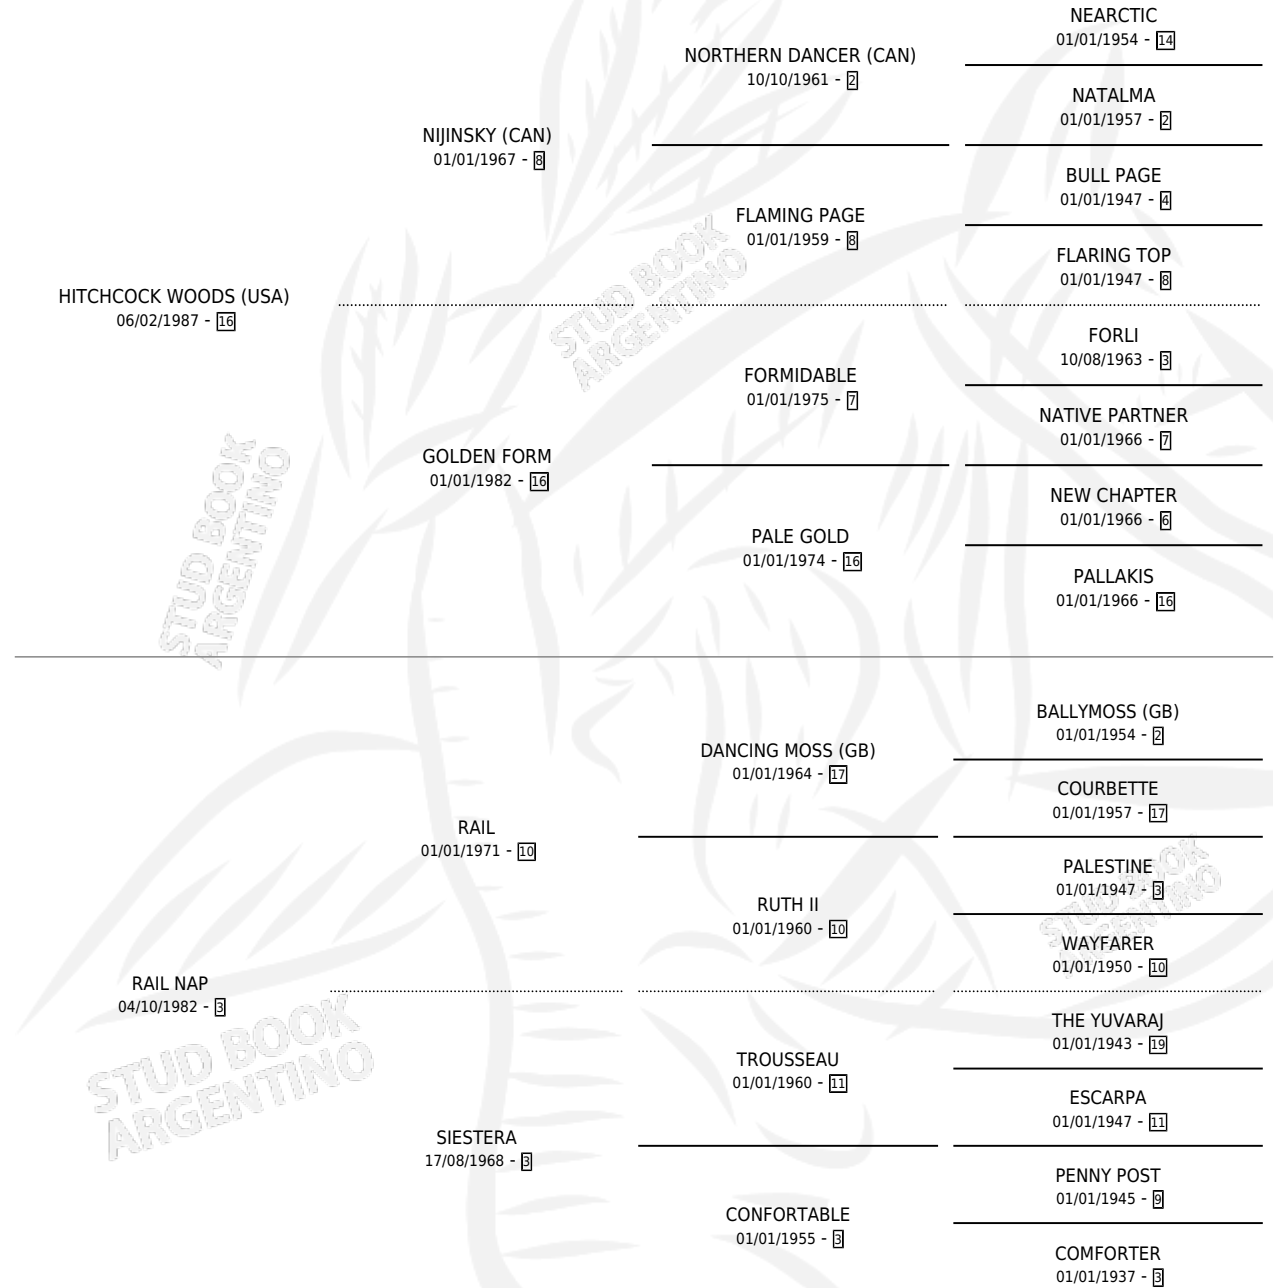 NEARCTIC
01/01/1954 - 14
NORTHERN DANCER (CAN)
10/10/1961 - 2
NATALMA
01/01/1957 - 2
NIJINSKY (CAN)
01/01/1967 - 8
BULL PAGE
01/01/1947 - 4
FLAMING PAGE
01/01/1959 - 8
FLARING TOP
01/01/1947 - 8
HITCHCOCK WOODS (USA)
06/02/1987 - 16
FORLI
10/08/1963 - 3
FORMIDABLE
01/01/1975 - 7
NATIVE PARTNER
01/01/1966 - 7
GOLDEN FORM
01/01/1982 - 16
NEW CHAPTER
01/01/1966 - 6
PALE GOLD
01/01/1974 - 16
PALLAKIS
01/01/1966 - 16
STUD BOOK
ARGENTINO
STUD BOOK
ARGENTINO
BALLYMOSS (GB)
01/01/1954 - 2
DANCING MOSS (GB)
01/01/1964 - 17
COURBETTE
01/01/1957 - 17
RAIL
01/01/1971 - 10
PALESTINE
01/01/1947 - 3
RUTH II
01/01/1960 - 10
WAYFARER
01/01/1950 - 10
STUD BOOK
ARGENTINO
RAIL NAP
04/10/1982 - 3
THE YUVARAJ
01/01/1943 - 19
TROUSSEAU
01/01/1960 - 11
ESCARPA
01/01/1947 - 11
SIESTERA
17/08/1968 - 3
PENNY POST
01/01/1945 - 9
CONFORTABLE
01/01/1955 - 3
COMFORTER
01/01/1937 - 3
STUD BOOK
ARGENTINO